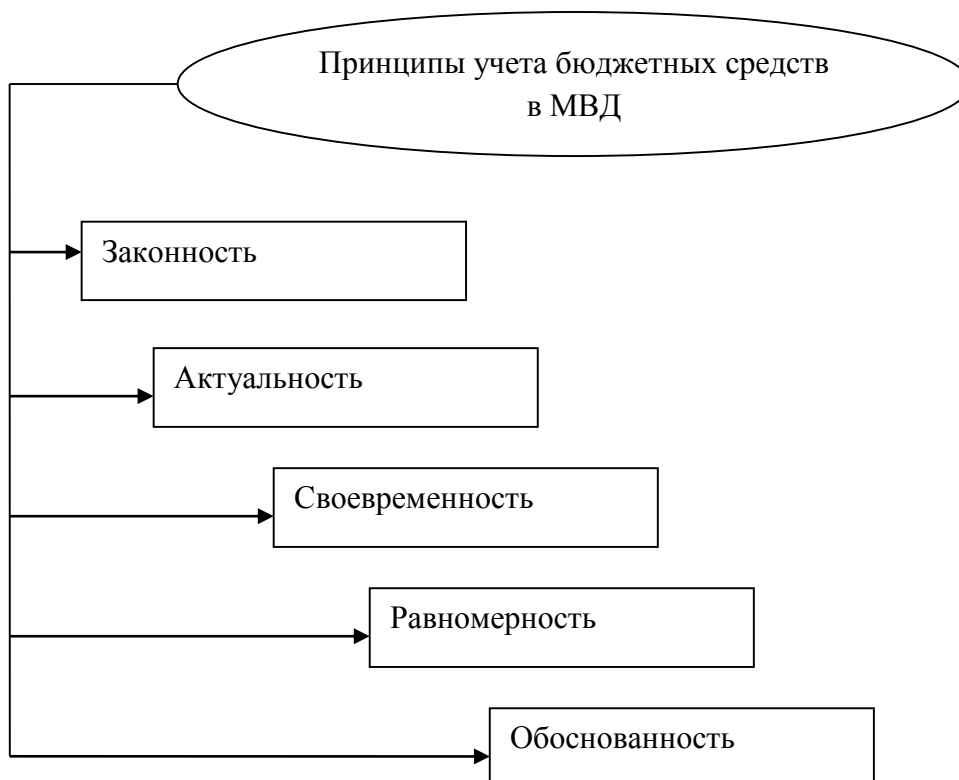 Принципы учета бюджетных средств
в МВД
Законность
Актуальность
Своевременность
Равномерность
Обоснованность